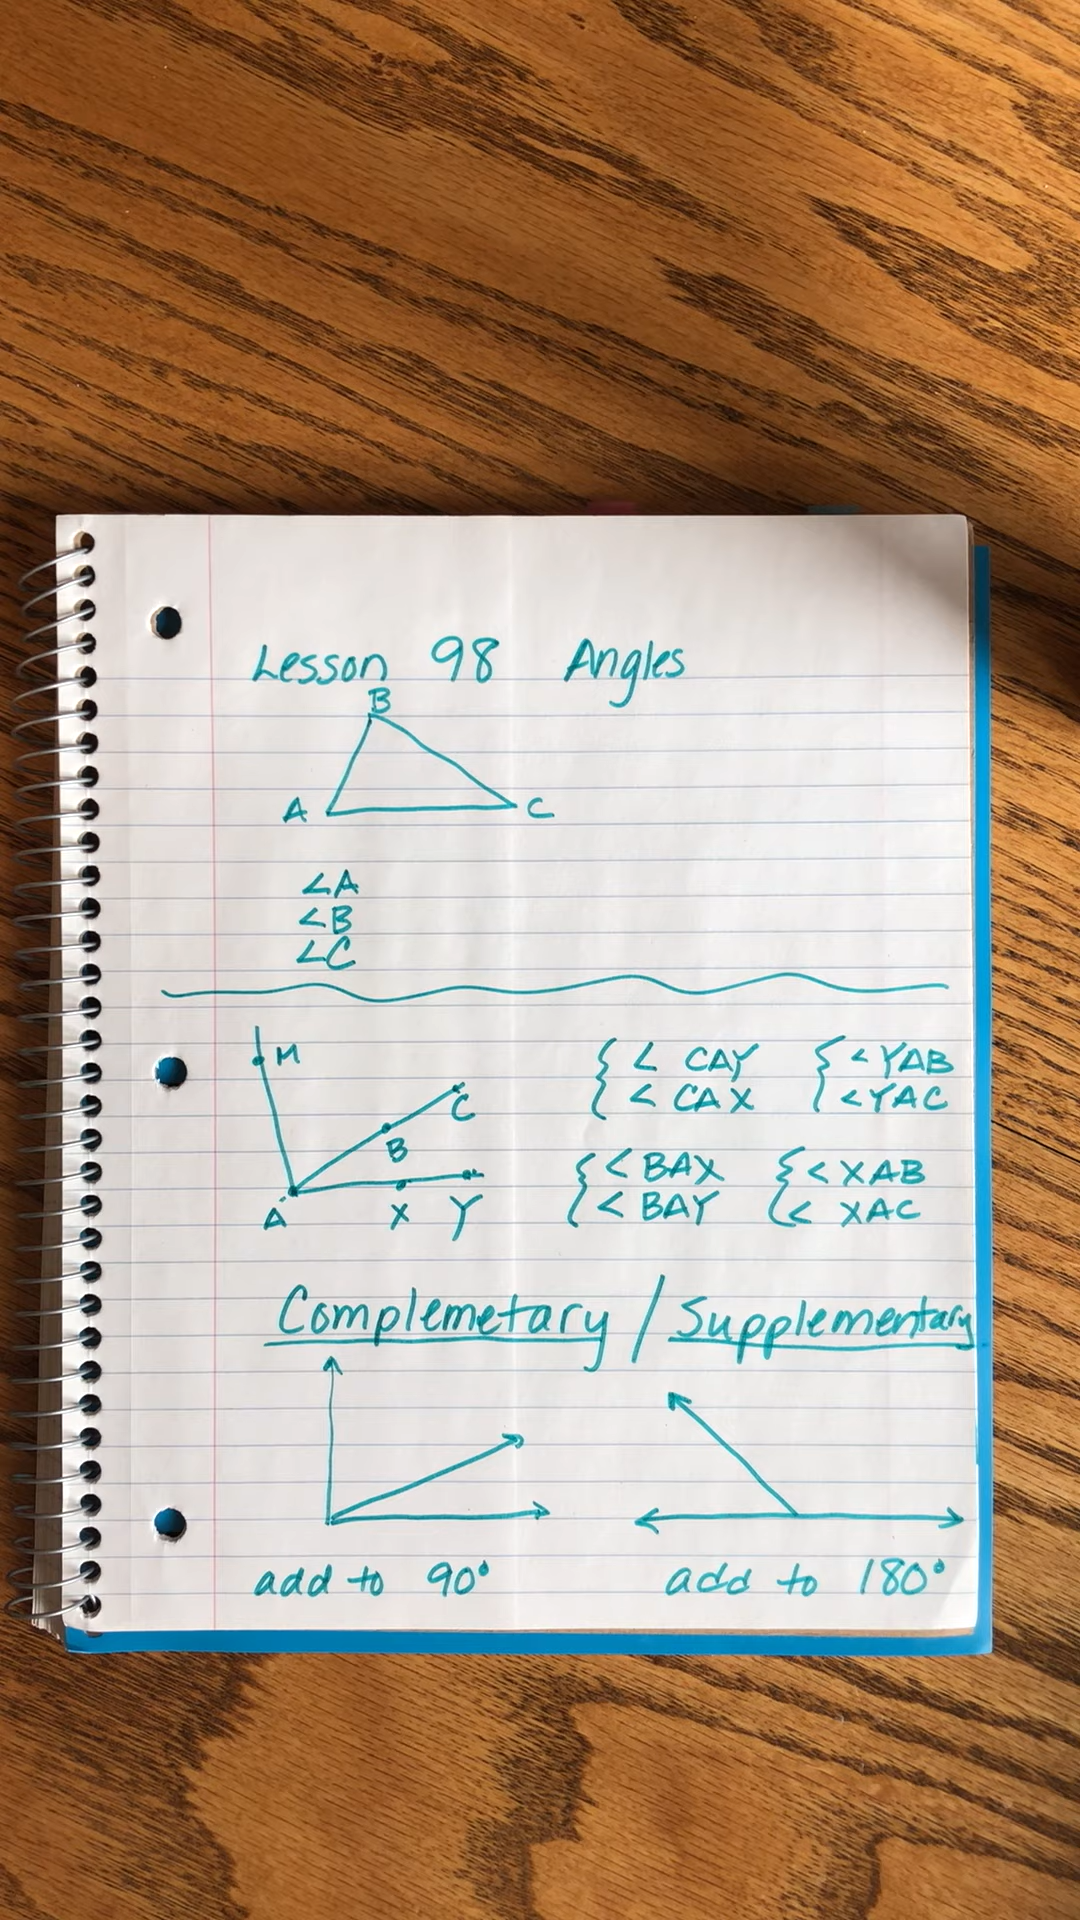 Lesson 98 Angles
B
A C
<A
<B
<C
M
C
B
A X Y
{ < CAY { < YAB
{ < CAX { < YAC
{ < BAX { < XAB
{ < BAY { < XAC
Complemetary / Supplementary
add to 90° add to 180°